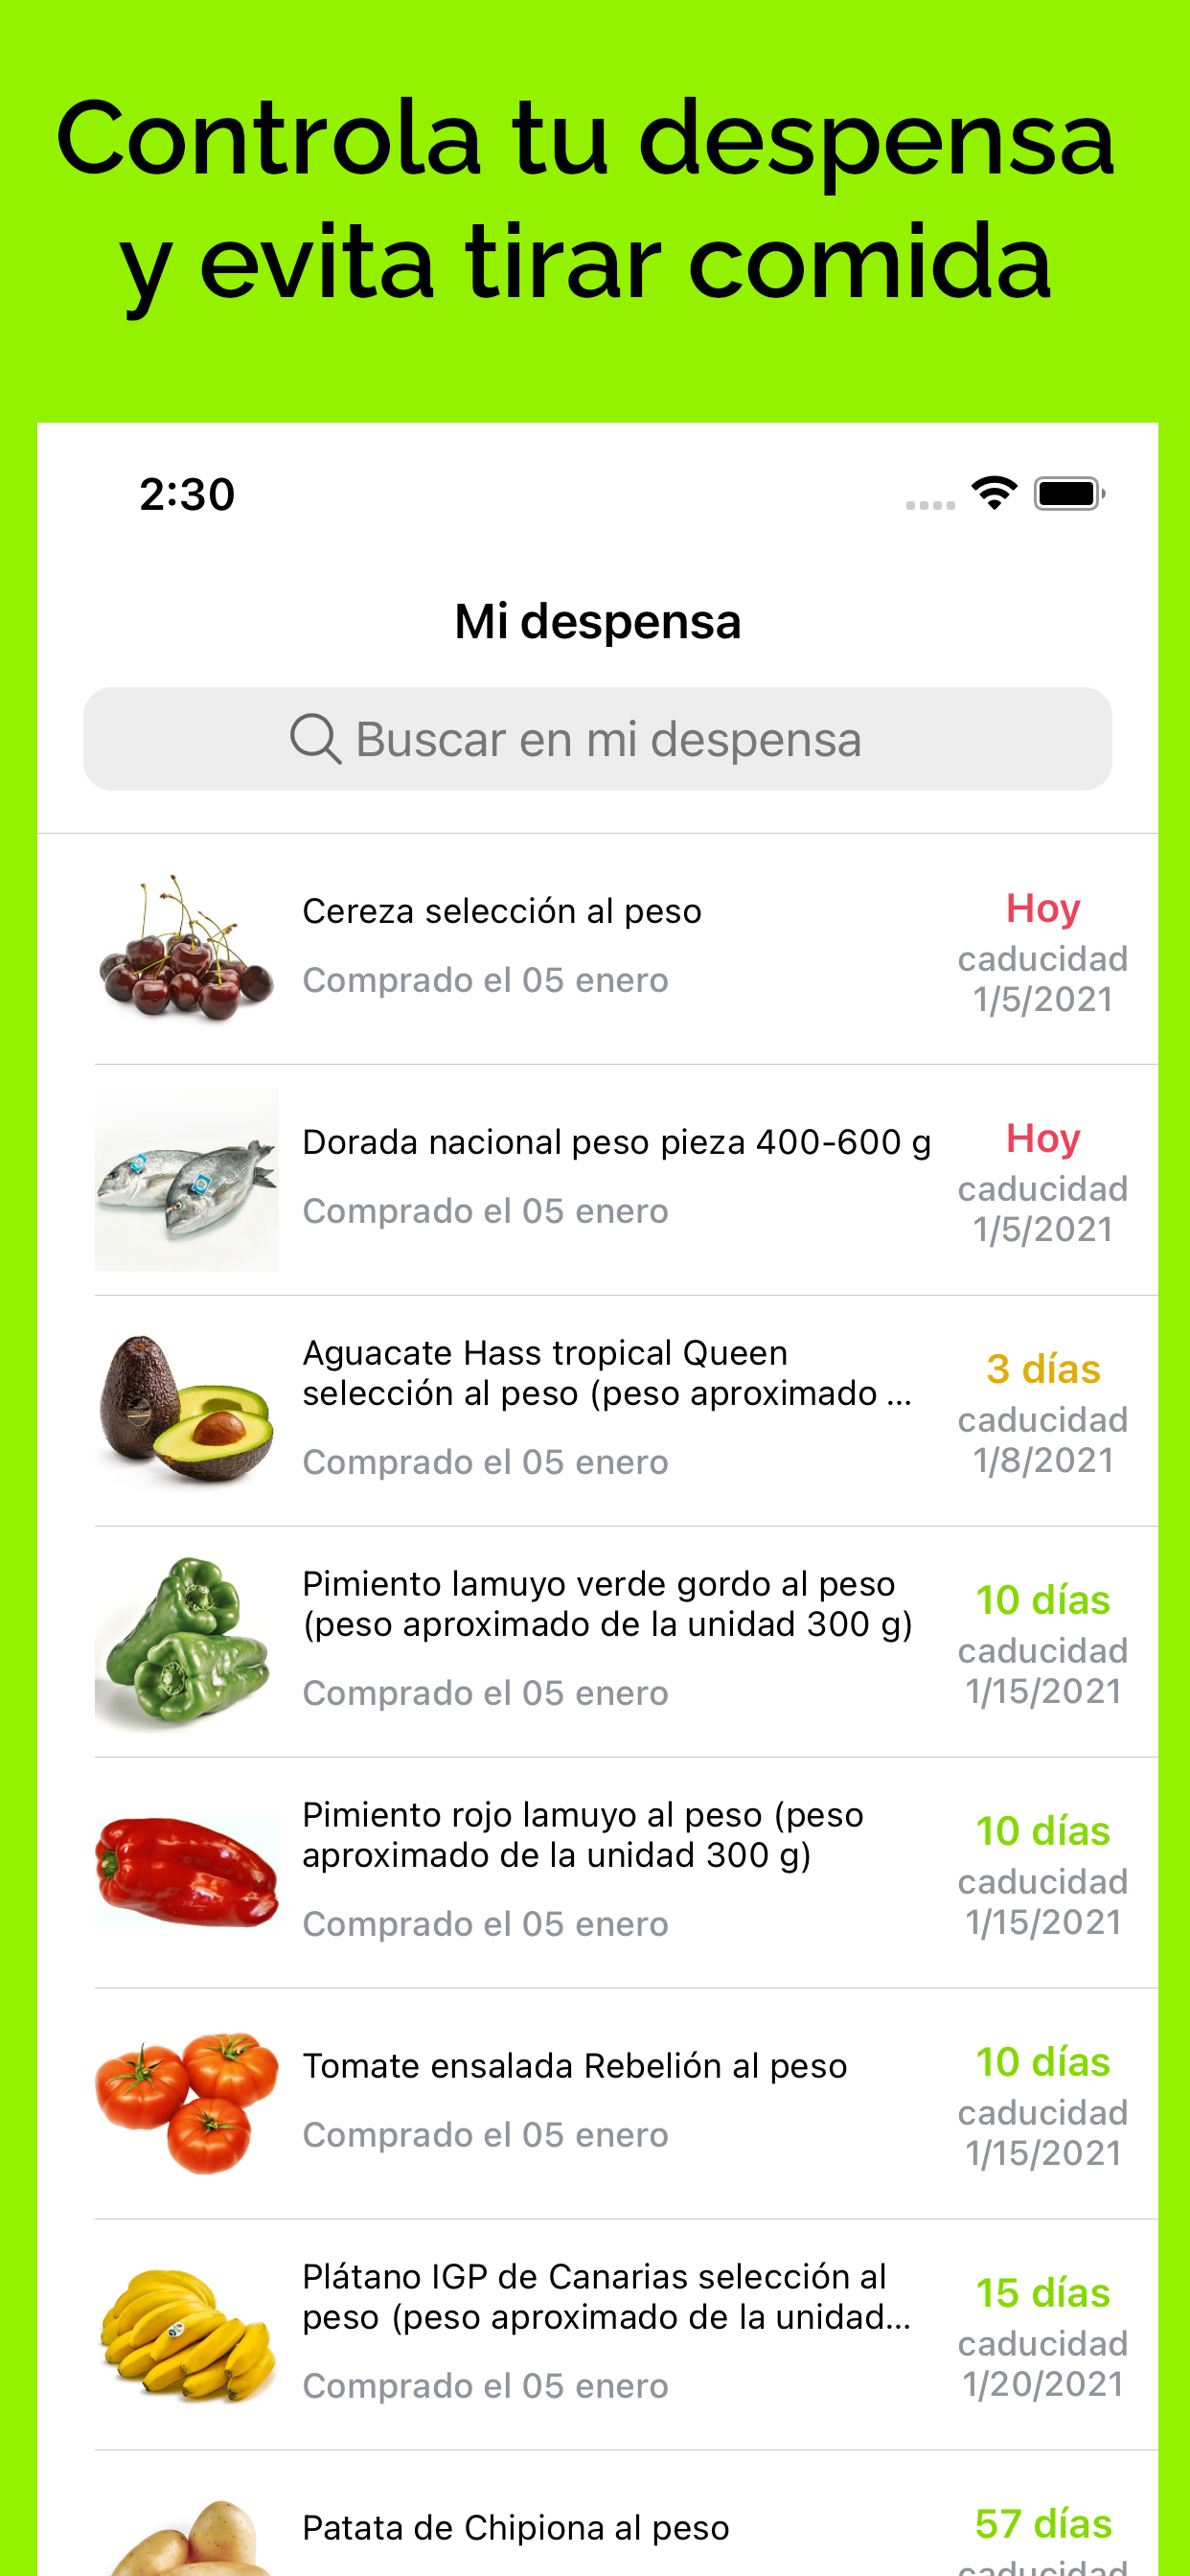 Controla tu despensa
y evita tirar comida
2:30
Mi despensa
Buscar en mi despensa
Cereza selección al peso
Comprado el 05 enero
Hoy
caducidad
1/5/2021
Dorada nacional peso pieza 400-600 g
Comprado el 05 enero
Hoy
caducidad
1/5/2021
Aguacate Hass tropical Queen
selección al peso (peso aproximado ...
Comprado el 05 enero
3 días
caducidad
1/8/2021
Pimiento lamuyo verde gordo al peso
(peso aproximado de la unidad 300 g)
Comprado el 05 enero
10 días
caducidad
1/15/2021
Pimiento rojo lamuyo al peso (peso
aproximado de la unidad 300 g)
Comprado el 05 enero
10 días
caducidad
1/15/2021
Tomate ensalada Rebelión al peso
Comprado el 05 enero
10 días
caducidad
1/15/2021
Plátano IGP de Canarias selección al
peso (peso aproximado de la unidad...
Comprado el 05 enero
15 días
caducidad
1/20/2021
Patata de Chipiona al peso
57 días
caducidad